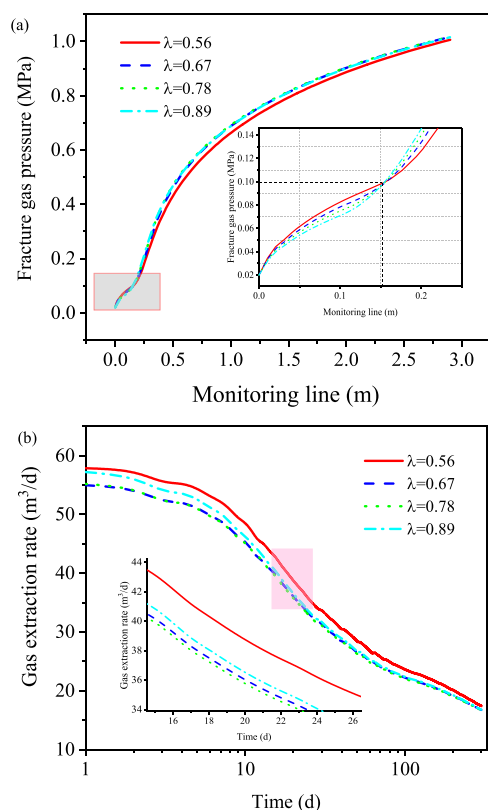 (a)
λ=0.56
λ=0.67
λ=0.78
λ=0.89
Fracture gas pressure (MPa)
1.0
0.8
0.6
0.4
0.2
0.0
0.0
0.5
1.0
1.5
2.0
2.5
3.0
Monitoring line (m)
Fracture gas pressure (MPa)
0.14
0.12
0.10
0.08
0.06
0.04
0.02
0.0
0.1
0.2
Monitoring line (m)
(b)
λ=0.56
λ=0.67
λ=0.78
λ=0.89
Gas extraction rate (m³/d)
60
50
40
30
20
10
1
10
100
Time (d)
Gas extraction rate (m³/d)
44
42
40
38
36
34
16
18
20
22
24
26
Time (d)